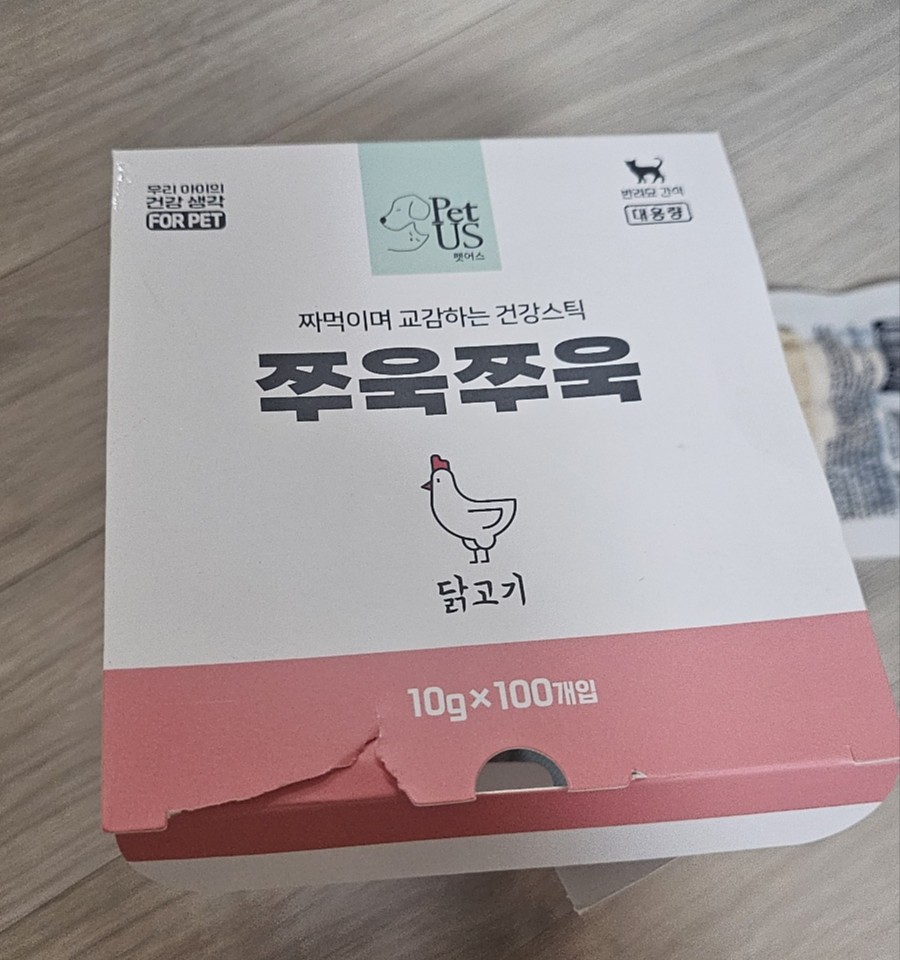 우리 아이의
건강 생각
FOR PET
Pet
US
펫어스
반려묘 간식
대용량
짜먹이며 교감하는 건강스틱
쭈욱쭈욱
닭고기
10g×100개입